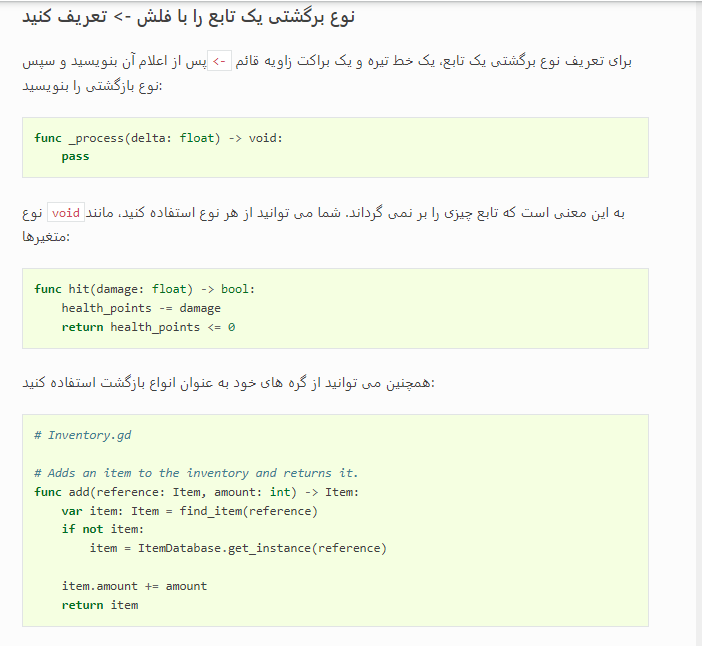 نوع برگشتی یک تابع را با فلش -> تعریف کنید
برای تعریف نوع برگشتی یک تابع، یک خط تیره و یک براکت زاویه قائم -> پس از اعلام آن بنویسید و سپس
نوع بازگشتی را بنویسید:
func _process(delta: float) -> void:
    pass
به این معنی است که تابع چیزی را بر نمی گرداند. شما می توانید از هر نوع استفاده کنید، مانند void نوع
متغیرها:
func hit(damage: float) -> bool:
    health_points -= damage
    return health_points <= 0
همچنین می توانید از گره های خود به عنوان انواع بازگشت استفاده کنید:
# Inventory.gd
# Adds an item to the inventory and returns it.
func add(reference: Item, amount: int) -> Item:
    var item: Item = find_item(reference)
    if not item:
        item = ItemDatabase.get_instance(reference)
    item.amount += amount
    return item